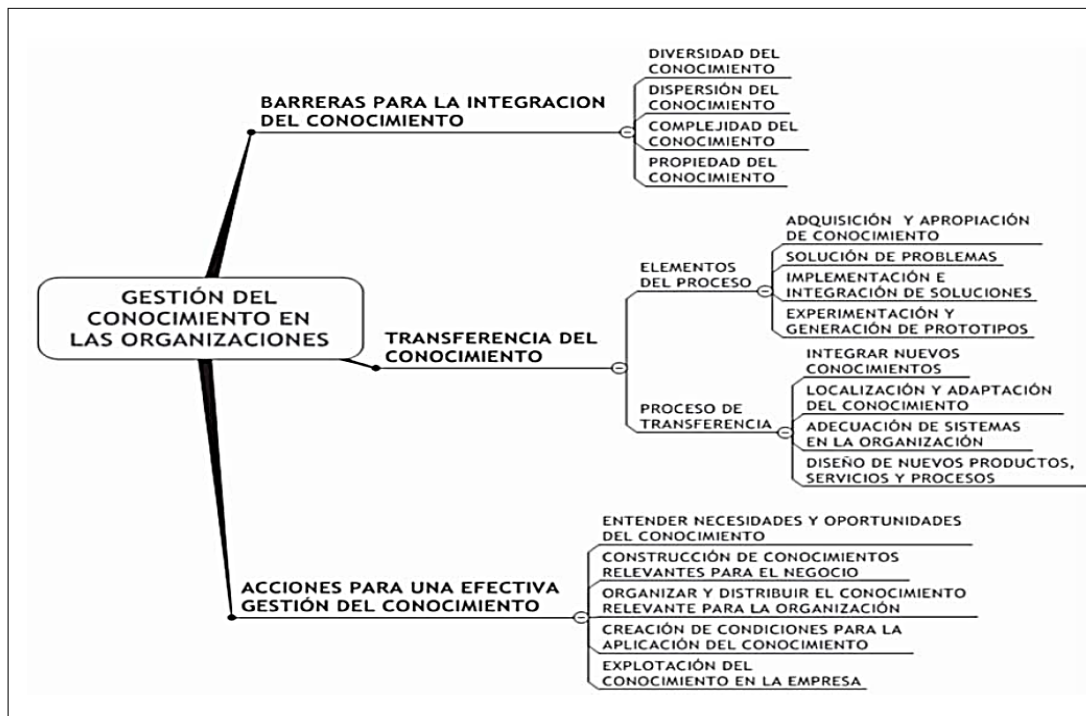 DIVERSIDAD DEL
CONOCIMIENTO
BARRERAS PARA LA INTEGRACION
DEL CONOCIMIENTO
DISPERSIÓN DEL
CONOCIMIENTO
COMPLEJIDAD DEL
CONOCIMIENTO
PROPIEDAD DEL
CONOCIMIENTO
GESTIÓN DEL
CONOCIMIENTO EN
LAS ORGANIZACIONES
TRANSFERENCIA DEL
CONOCIMIENTO
ELEMENTOS
DEL PROCESO
ADQUISICIÓN Y APROPIACIÓN
DE CONOCIMIENTO
SOLUCIÓN DE PROBLEMAS
IMPLEMENTACIÓN E
INTEGRACIÓN DE SOLUCIONES
EXPERIMENTACIÓN Y
GENERACIÓN DE PROTOTIPOS
PROCESO DE
TRANSFERENCIA
INTEGRAR NUEVOS
CONOCIMIENTOS
LOCALIZACIÓN Y ADAPTACIÓN
DEL CONOCIMIENTO
ADECUACIÓN DE SISTEMAS
EN LA ORGANIZACIÓN
DISEÑO DE NUEVOS PRODUCTOS,
SERVICIOS Y PROCESOS
ACCIONES PARA UNA EFECTIVA
GESTIÓN DEL CONOCIMIENTO
ENTENDER NECESIDADES Y OPORTUNIDADES
DEL CONOCIMIENTO
CONSTRUCCIÓN DE CONOCIMIENTOS
RELEVANTES PARA EL NEGOCIO
ORGANIZAR Y DISTRIBUIR EL CONOCIMIENTO
RELEVANTE PARA LA ORGANIZACIÓN
CREACIÓN DE CONDICIONES PARA LA
APLICACIÓN DEL CONOCIMIENTO
EXPLOTACIÓN DEL
CONOCIMIENTO EN LA EMPRESA